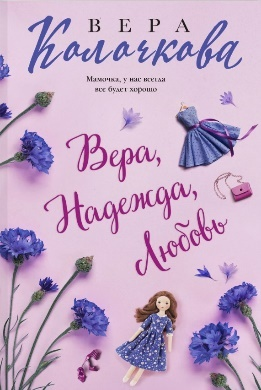 ВЕРА
Колочкова
Мамочка, у нас всегда
все будет хорошо
Вера,
Надежда,
Любовь